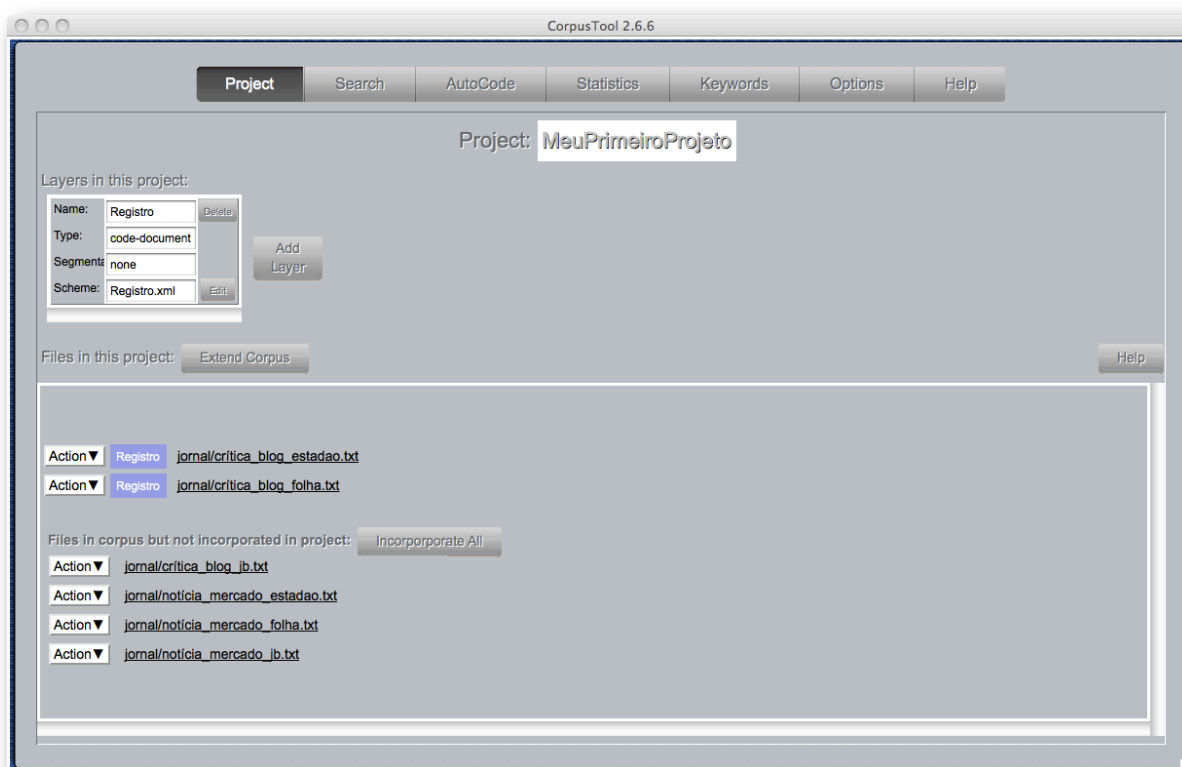 CorpusTool 2.6.6
Project Search AutoCode Statistics Keywords Options Help
Project: MeuPrimeiroProjeto
Layers in this project:
Name: Registro Delete
Type: code-document
Segmenta none
Scheme: Registro.xml Edit
Add
Layer
Files in this project: Extend Corpus Help
Action▼ Registro jornal/crítica_blog_estadao.txt
Action▼ Registro jornal/crítica_blog_folha.txt
Files in corpus but not incorporated in project: Incorporporate All
Action▼ jornal/crítica_blog_jb.txt
Action▼ jornal/notícia_mercado_estadao.txt
Action▼ jornal/notícia_mercado_folha.txt
Action▼ jornal/notícia_mercado_jb.txt